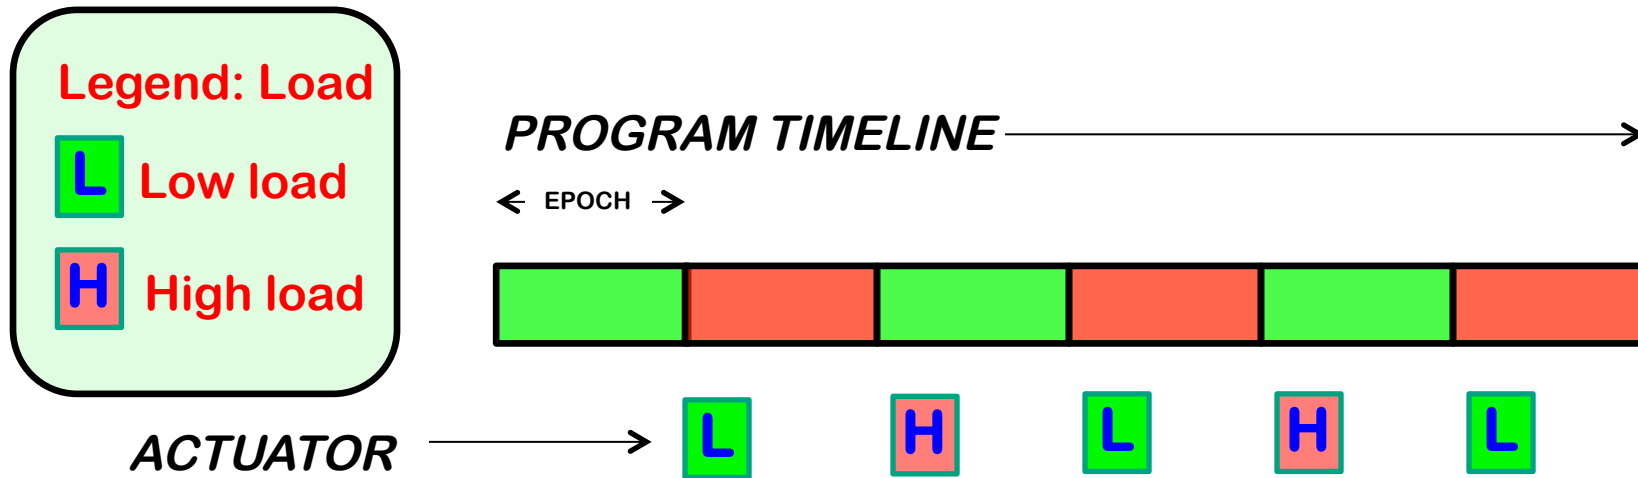 Legend: Load
L Low load
H High load
PROGRAM TIMELINE
EPOCH
L H L H L
ACTUATOR